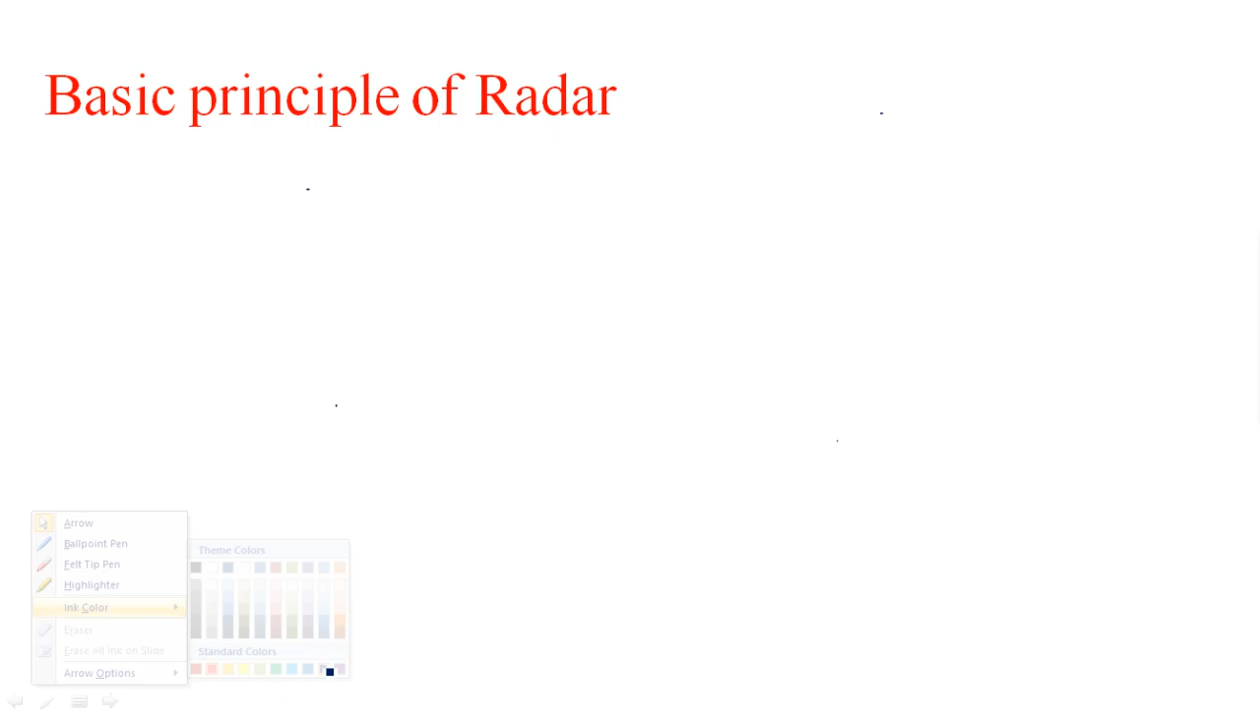 Basic principle of Radar
Arrow
Ballpoint Pen
Felt Tip Pen
Highlighter
Ink Color
Eraser
Erase All Ink on Slide
Arrow Options
Theme Colors
Standard Colors